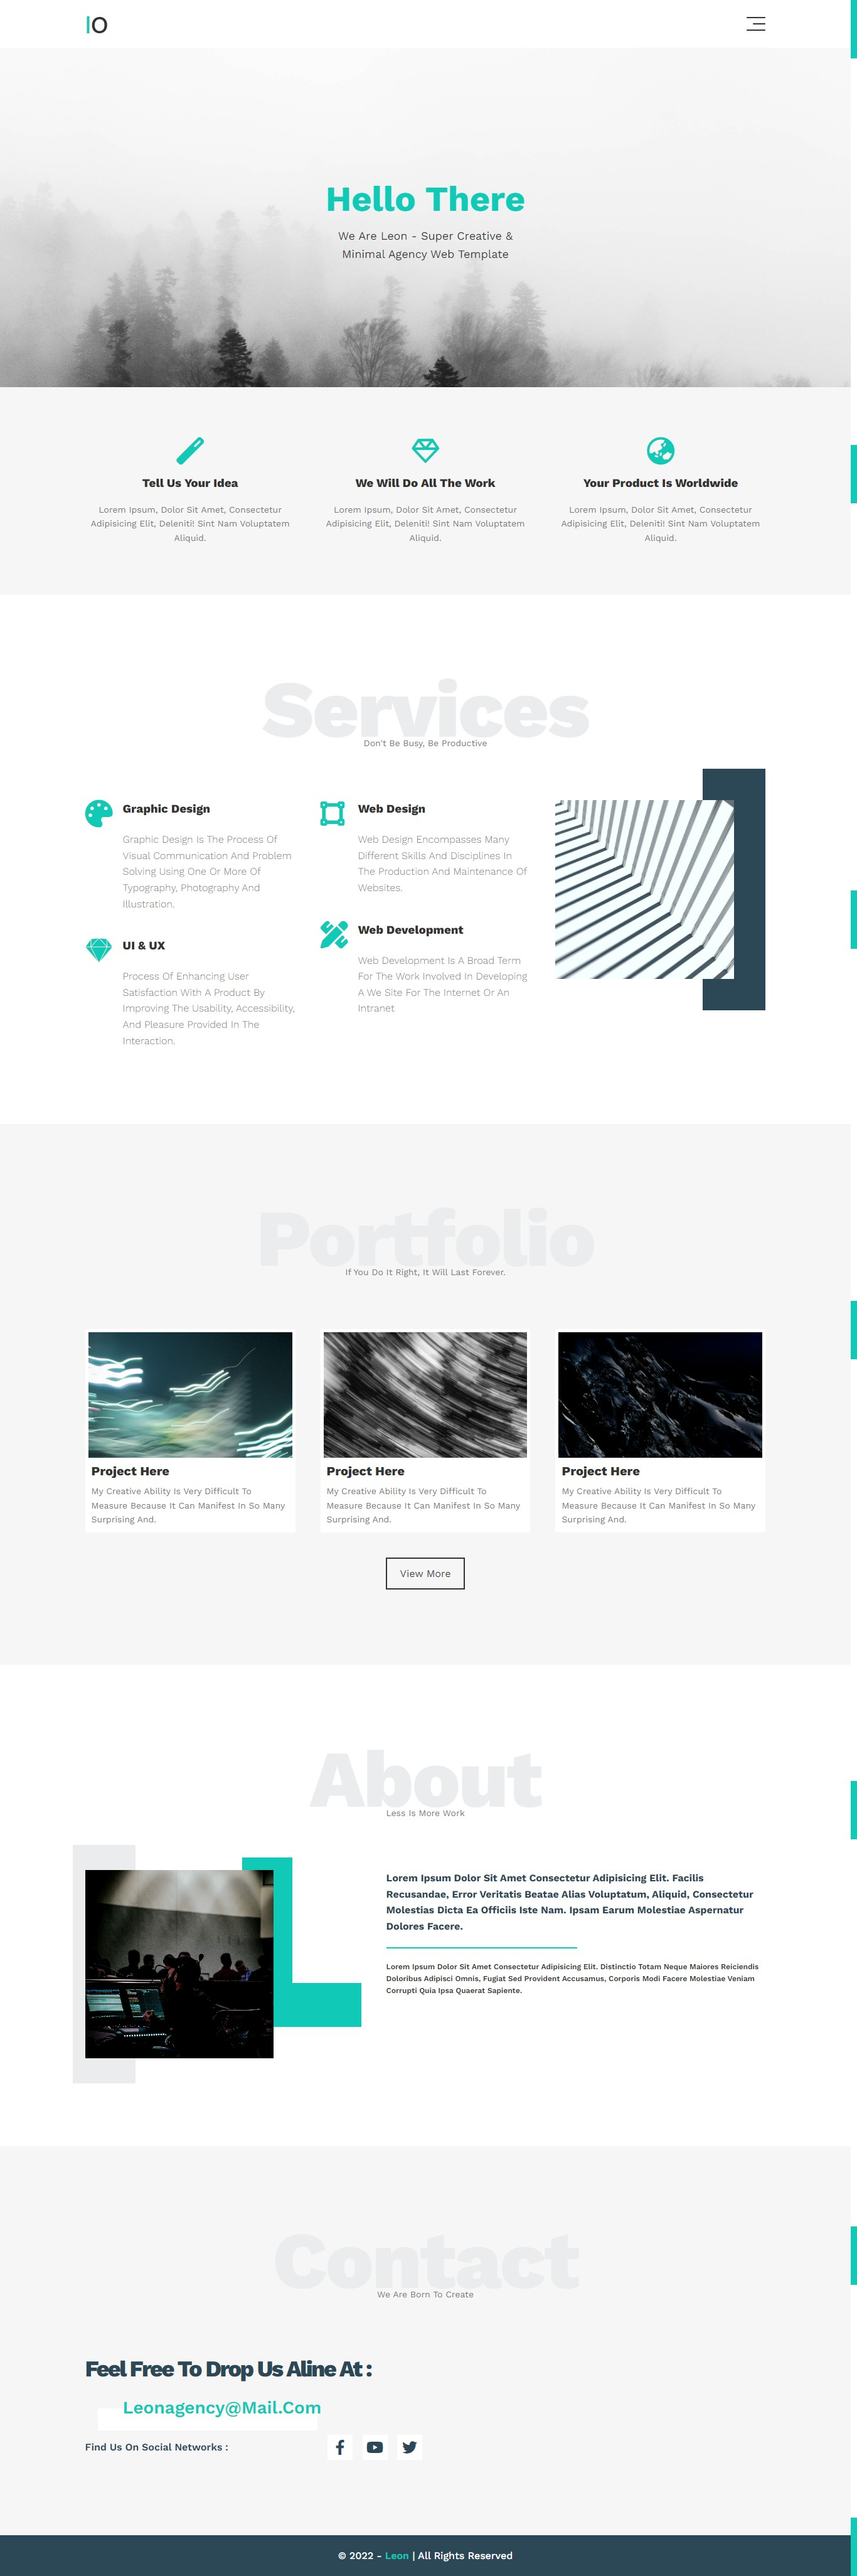 IO
Hello There
We Are Leon - Super Creative &
Minimal Agency Web Template
Tell Us Your Idea
Lorem Ipsum, Dolor Sit Amet, Consectetur
Adipisicing Elit, Deleniti! Sint Nam Voluptatem
Aliquid.
We Will Do All The Work
Lorem Ipsum, Dolor Sit Amet, Consectetur
Adipisicing Elit, Deleniti! Sint Nam Voluptatem
Aliquid.
Your Product Is Worldwide
Lorem Ipsum, Dolor Sit Amet, Consectetur
Adipisicing Elit, Deleniti! Sint Nam Voluptatem
Aliquid.
Services
Don't Be Busy, Be Productive
Graphic Design
Graphic Design Is The Process Of
Visual Communication And Problem
Solving Using One Or More Of
Typography, Photography And
Illustration.
UI & UX
Process Of Enhancing User
Satisfaction With A Product By
Improving The Usability, Accessibility,
And Pleasure Provided In The
Interaction.
Web Design
Web Design Encompasses Many
Different Skills And Disciplines In
The Production And Maintenance Of
Websites.
Web Development
Web Development Is A Broad Term
For The Work Involved In Developing
A We Site For The Internet Or An
Intranet
Portfolio
If You Do It Right, It Will Last Forever.
Project Here
My Creative Ability Is Very Difficult To
Measure Because It Can Manifest In So Many
Surprising And.
Project Here
My Creative Ability Is Very Difficult To
Measure Because It Can Manifest In So Many
Surprising And.
Project Here
My Creative Ability Is Very Difficult To
Measure Because It Can Manifest In So Many
Surprising And.
View More
About
Less Is More Work
Lorem Ipsum Dolor Sit Amet Consectetur Adipisicing Elit. Facilis
Recusandae, Error Veritatis Beatae Alias Voluptatum, Aliquid, Consectetur
Molestias Dicta Ea Officiis Iste Nam. Ipsam Earum Molestiae Aspernatur
Dolores Facere.
Lorem Ipsum Dolor Sit Amet Consectetur Adipisicing Elit. Distinctio Totam Neque Maiores Reiciendis
Doloribus Adipisci Omnis, Fugiat Sed Provident Accusamus, Corporis Modi Facere Molestiae Veniam
Corrupti Quia Ipsa Quaerat Sapiente.
Contact
We Are Born To Create
Feel Free To Drop Us Aline At :
Leonagency@Mail.Com
Find Us On Social Networks :
© 2022 - Leon | All Rights Reserved